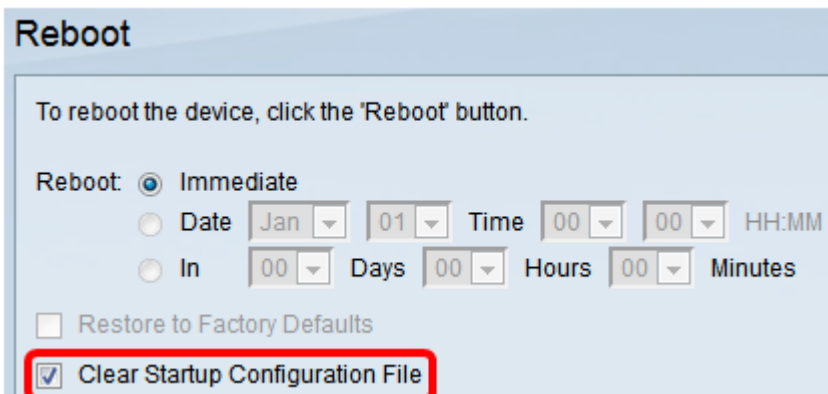 Reboot
To reboot the device, click the 'Reboot' button.
Reboot: Immediate
Date Jan 01 Time 00 00 HH:MM
In 00 Days 00 Hours 00 Minutes
Restore to Factory Defaults
Clear Startup Configuration File